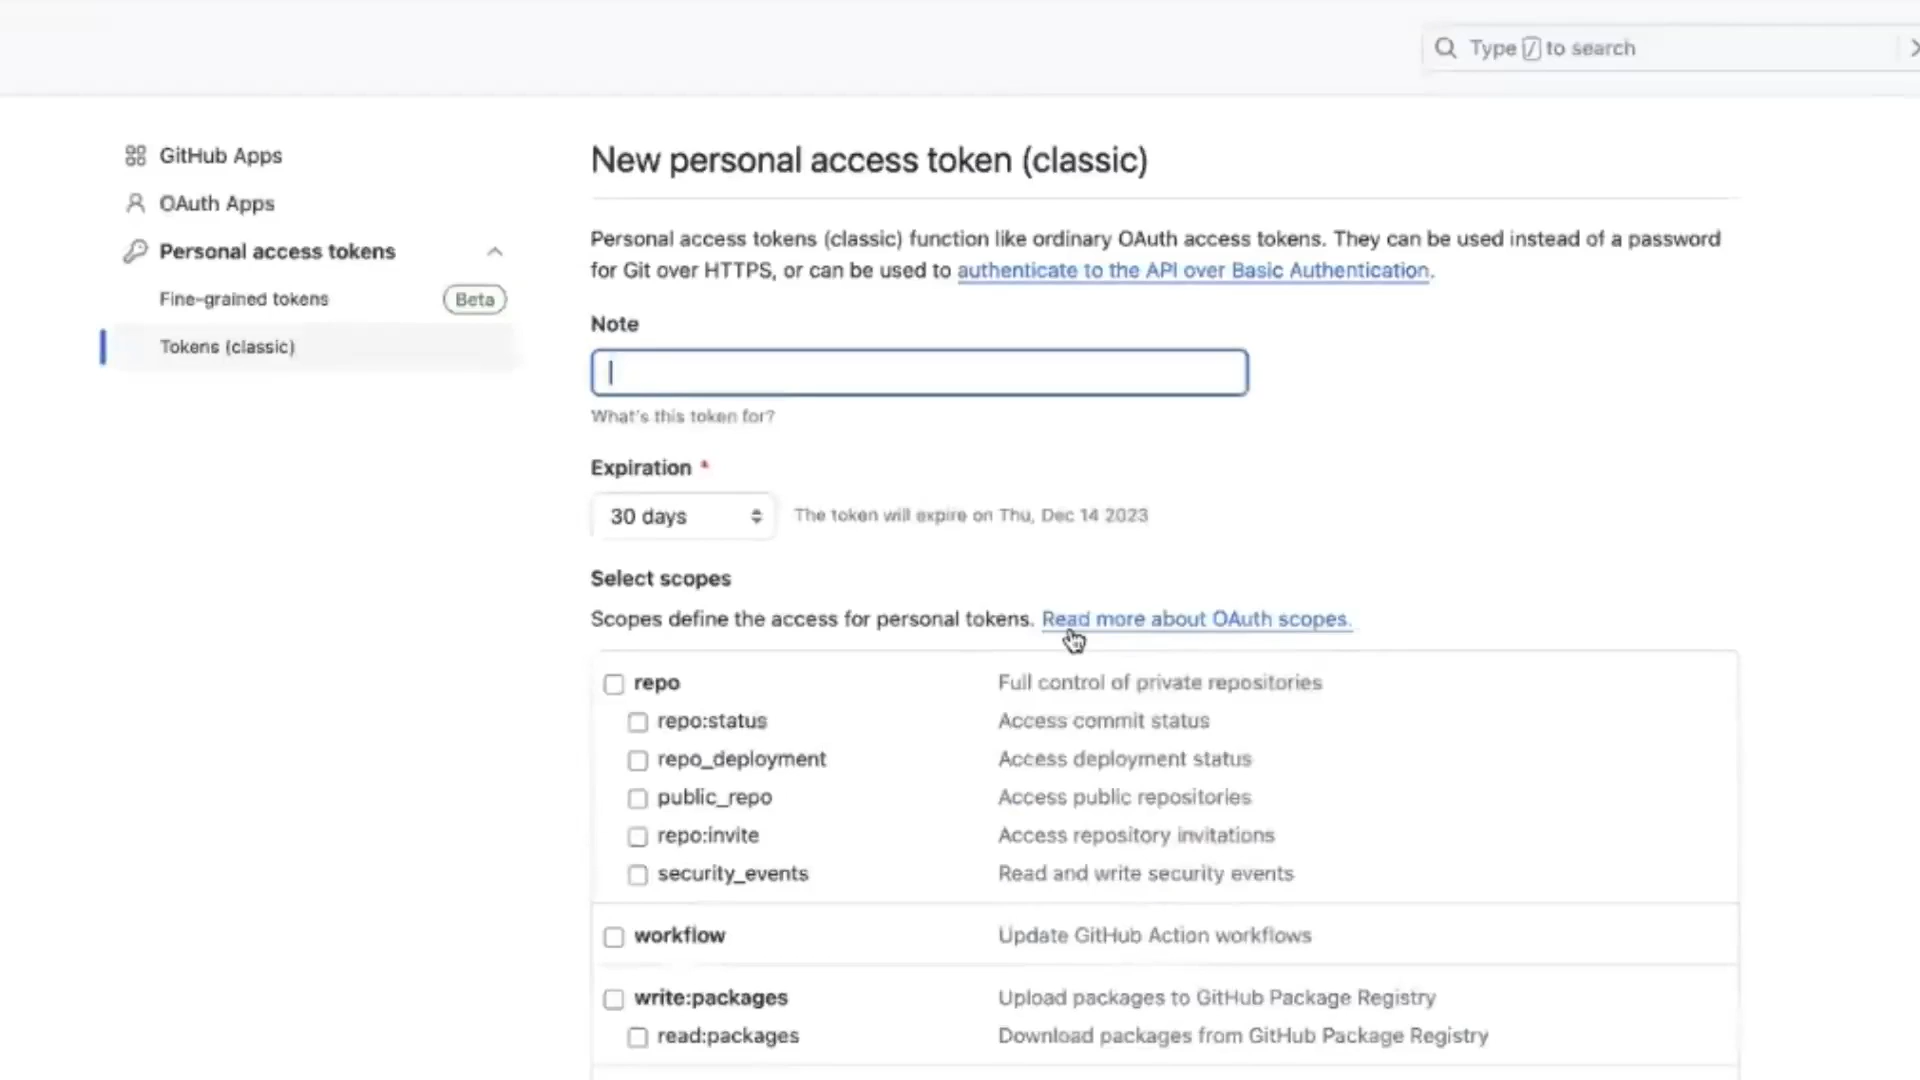 Type / to search
GitHub Apps
OAuth Apps
Personal access tokens
Fine-grained tokens
Beta
Tokens (classic)
New personal access token (classic)
Personal access tokens (classic) function like ordinary OAuth access tokens. They can be used instead of a password
for Git over HTTPS, or can be used to authenticate to the API over Basic Authentication.
Note
What's this token for?
Expiration *
30 days
The token will expire on Thu, Dec 14 2023
Select scopes
Scopes define the access for personal tokens. Read more about OAuth scopes.
repo Full control of private repositories
repo:status Access commit status
repo_deployment Access deployment status
public_repo Access public repositories
repo:invite Access repository invitations
security_events Read and write security events
workflow Update GitHub Action workflows
write:packages Upload packages to GitHub Package Registry
read:packages Download packages from GitHub Package Registry